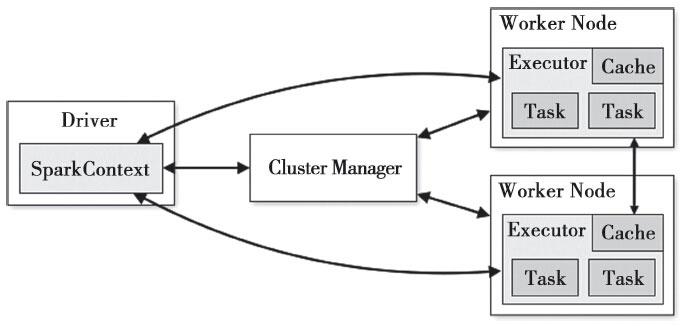 Driver
SparkContext
Cluster Manager
Worker Node
Executor
Cache
Task
Task
Worker Node
Executor
Cache
Task
Task